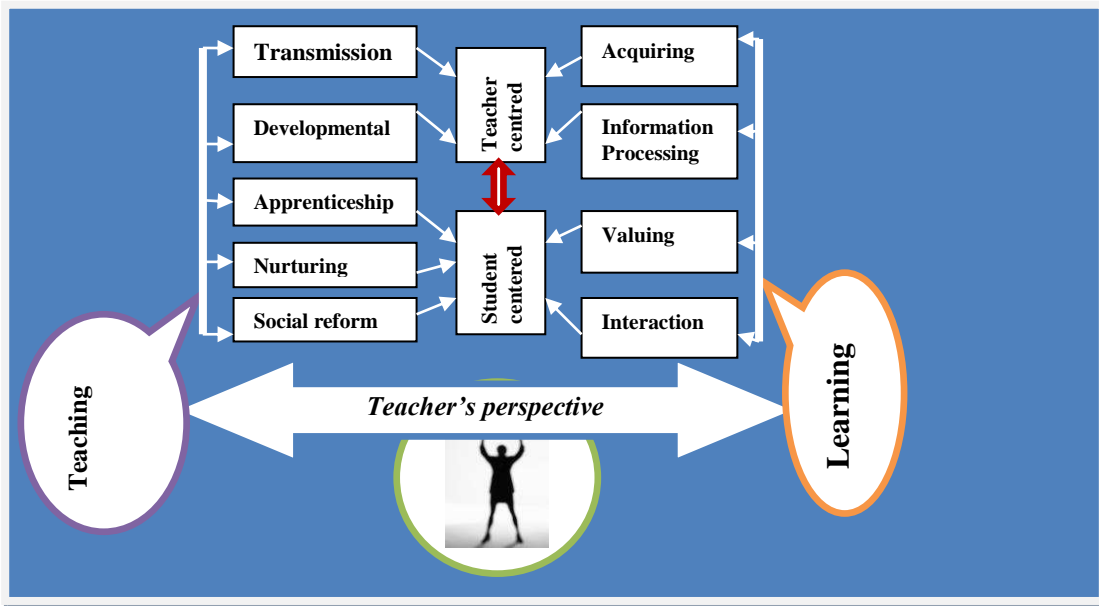 Transmission
Developmental
Apprenticeship
Nurturing
Social reform
Teacher
centred
Student
centered
Acquiring
Information
Processing
Valuing
Interaction
Teaching
Teacher’s perspective
Learning